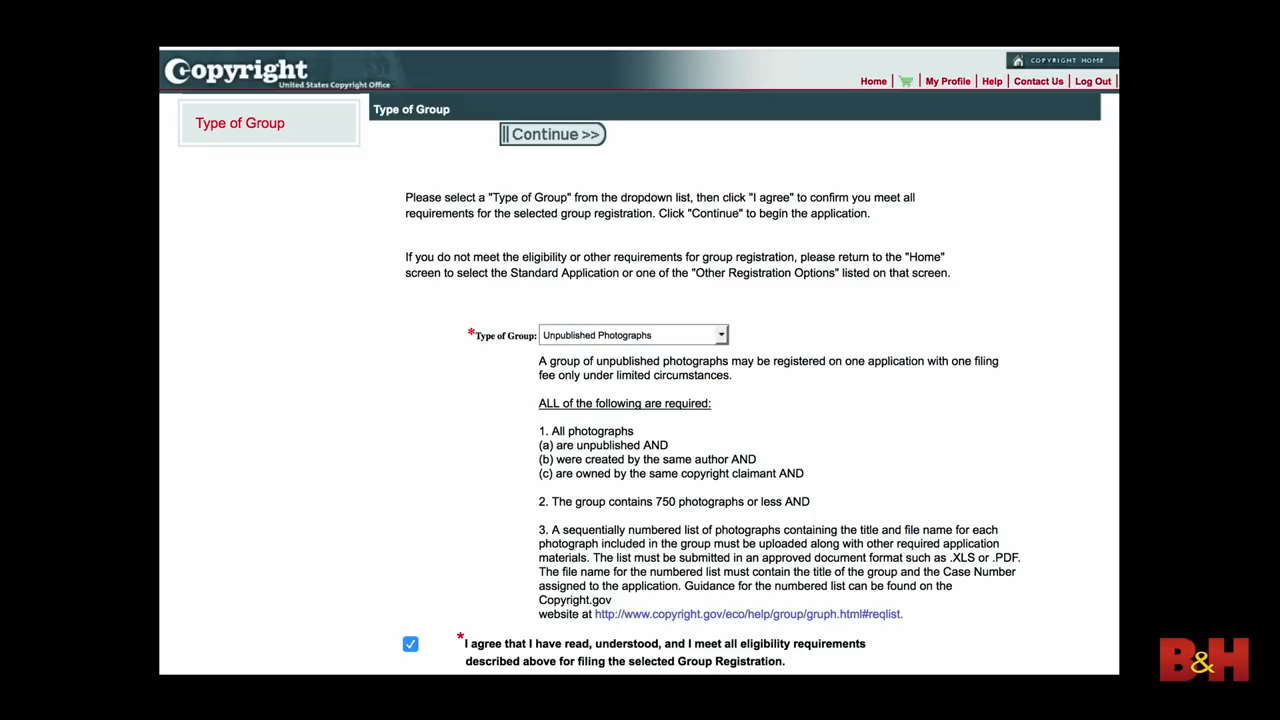 Copyright
United States Copyright Office
COPYRIGHT HOME
Home | My Profile | Help | Contact Us | Log Out
Type of Group
Type of Group
Continue >>
Please select a "Type of Group" from the dropdown list, then click "I agree" to confirm you meet all
requirements for the selected group registration. Click "Continue" to begin the application.
If you do not meet the eligibility or other requirements for group registration, please return to the "Home"
screen to select the Standard Application or one of the "Other Registration Options" listed on that screen.
*Type of Group: Unpublished Photographs
A group of unpublished photographs may be registered on one application with one filing
fee only under limited circumstances.
ALL of the following are required:
1. All photographs
(a) are unpublished AND
(b) were created by the same author AND
(c) are owned by the same copyright claimant AND
2. The group contains 750 photographs or less AND
3. A sequentially numbered list of photographs containing the title and file name for each
photograph included in the group must be uploaded along with other required application
materials. The list must be submitted in an approved document format such as .XLS or .PDF.
The file name for the numbered list must contain the title of the group and the Case Number
assigned to the application. Guidance for the numbered list can be found on the
Copyright.gov
website at http://www.copyright.gov/eco/help/group/gruph.html#reqlist.
*I agree that I have read, understood, and I meet all eligibility requirements
described above for filing the selected Group Registration.
B&H